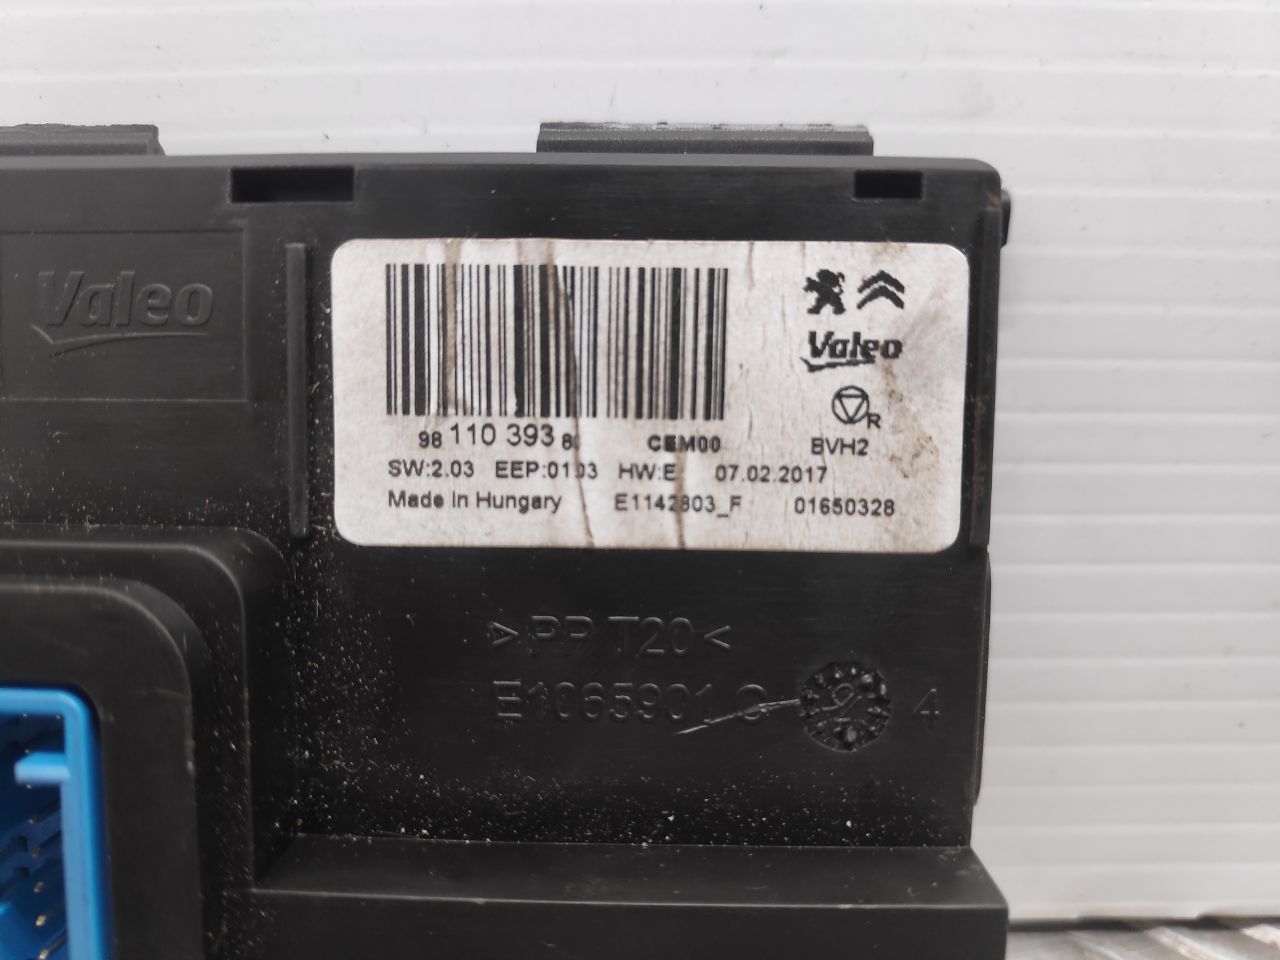 Valeo
Valeo
R
98 110 393 8
CEM00
BVH2
SW:2.03 EEP:0103 HW:E 07.02.2017
Made In Hungary E1142803_F 01650328
>PP T20<
E1065901 C 4